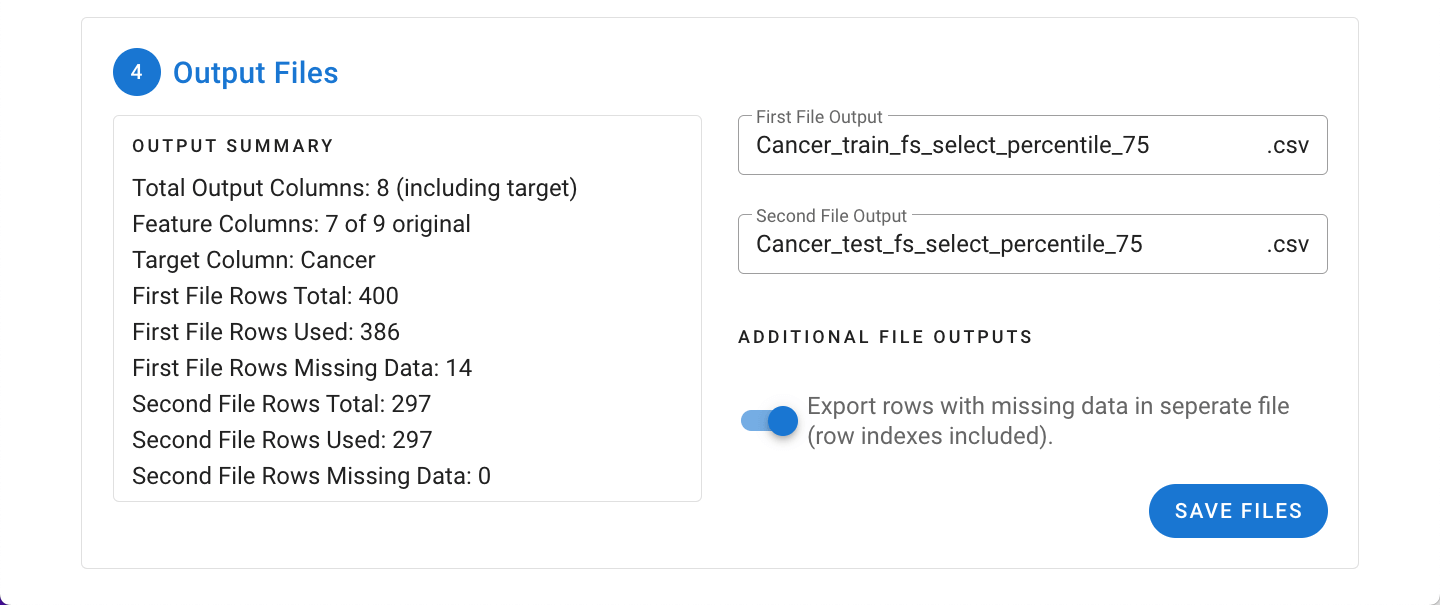 4
Output Files
OUTPUT SUMMARY
Total Output Columns: 8 (including target)
Feature Columns: 7 of 9 original
Target Column: Cancer
First File Rows Total: 400
First File Rows Used: 386
First File Rows Missing Data: 14
Second File Rows Total: 297
Second File Rows Used: 297
Second File Rows Missing Data: 0
First File Output
Cancer_train_fs_select_percentile_75 .csv
Second File Output
Cancer_test_fs_select_percentile_75 .csv
ADDITIONAL FILE OUTPUTS
Export rows with missing data in seperate file
(row indexes included).
SAVE FILES